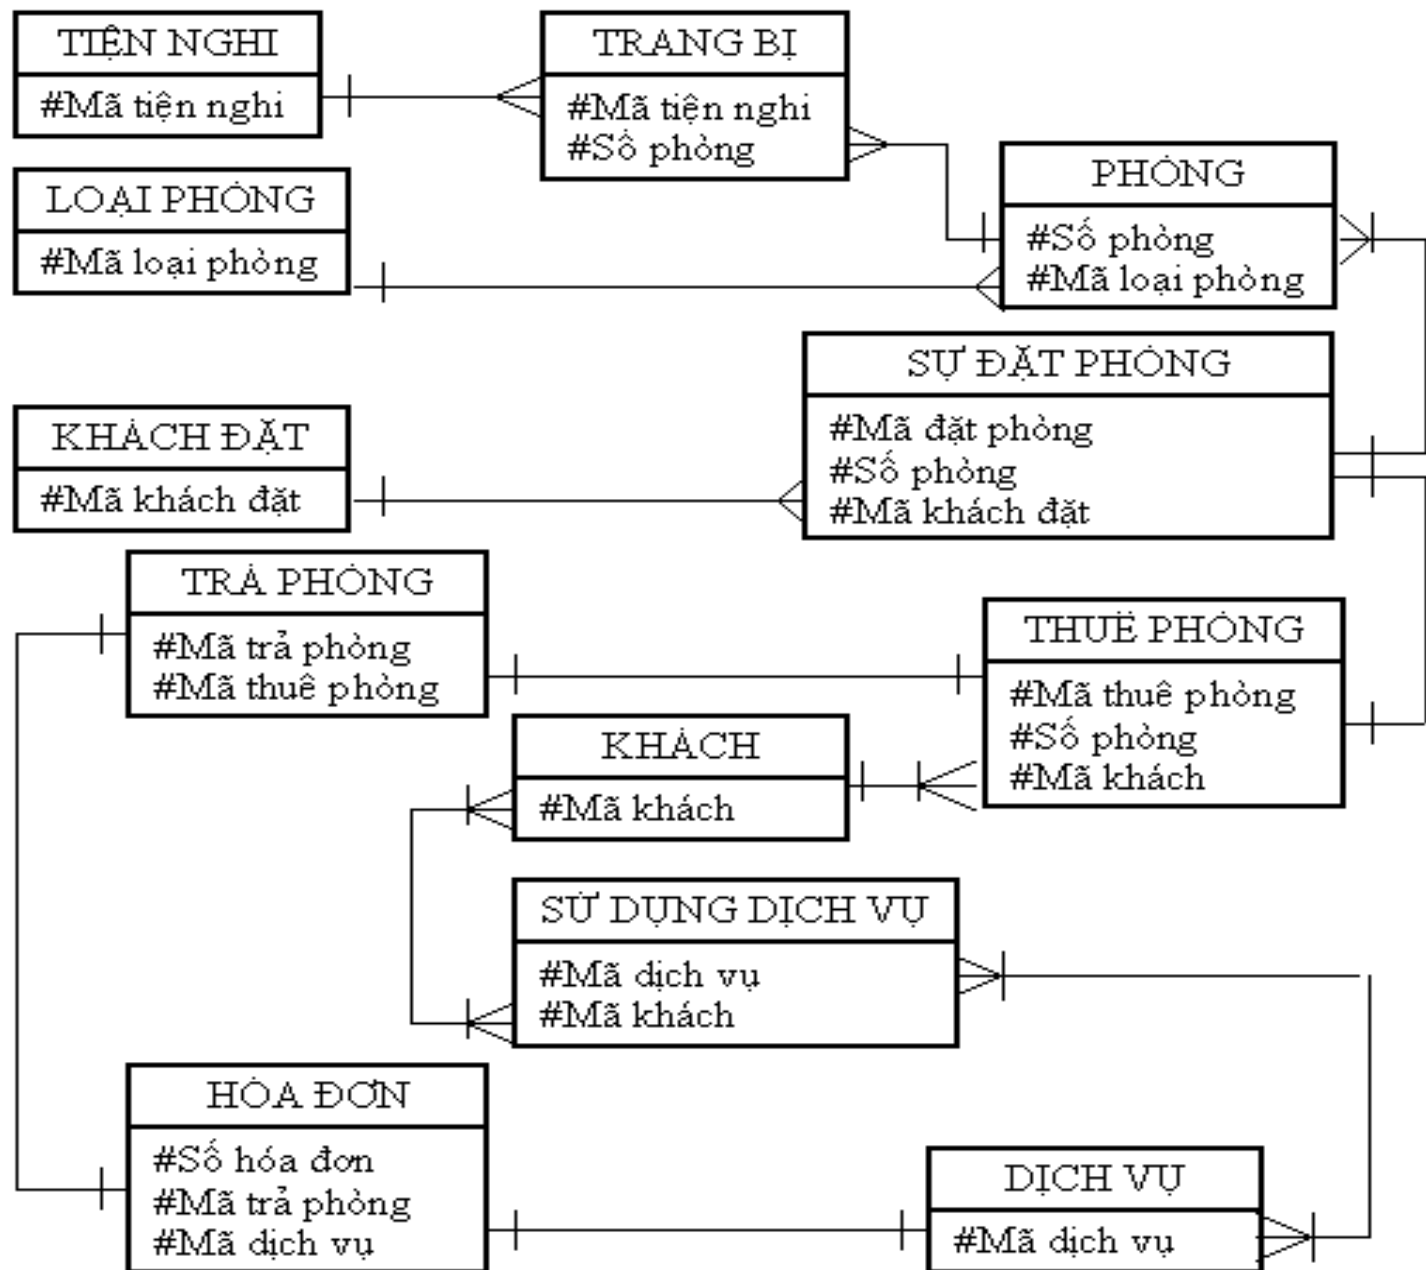 TIỆN NGHI
#Mã tiện nghi
TRANG BỊ
#Mã tiện nghi
#Số phòng
LOẠI PHÒNG
#Mã loại phòng
PHÒNG
#Số phòng
#Mã loại phòng
SỰ ĐẶT PHÒNG
#Mã đặt phòng
#Số phòng
#Mã khách đặt
KHÁCH ĐẶT
#Mã khách đặt
TRẢ PHÒNG
#Mã trả phòng
#Mã thuê phòng
THUÊ PHÒNG
#Mã thuê phòng
#Số phòng
#Mã khách
KHÁCH
#Mã khách
SỬ DỤNG DỊCH VỤ
#Mã dịch vụ
#Mã khách
HÓA ĐƠN
#Số hóa đơn
#Mã trả phòng
#Mã dịch vụ
DỊCH VỤ
#Mã dịch vụ